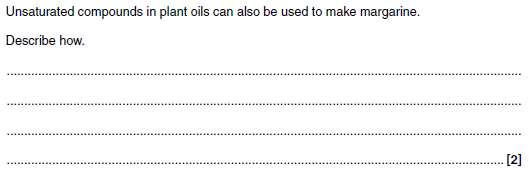 Unsaturated compounds in plant oils can also be used to make margarine.
Describe how.
[2]